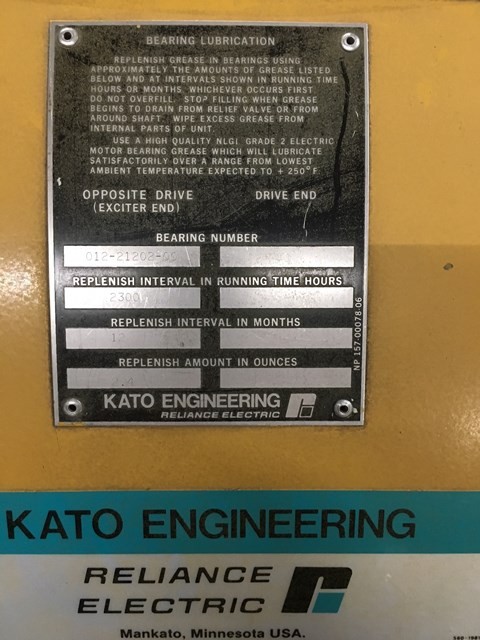 BEARING LUBRICATION
REPLENISH GREASE IN BEARINGS USING
APPROXIMATELY THE AMOUNTS OF GREASE LISTED
BELOW AND AT INTERVALS SHOWN IN RUNNING TIME
HOURS OR MONTHS, WHICHEVER OCCURS FIRST
DO NOT OVERFILL. STOP FILLING WHEN GREASE
BEGINS TO DRAIN FROM RELIEF VALVE OR FROM
AROUND SHAFT. WIPE EXCESS GREASE FROM
INTERNAL PARTS OF UNIT.
USE A HIGH QUALITY NLGI GRADE 2 ELECTRIC
MOTOR BEARING GREASE WHICH WILL LUBRICATE
SATISFACTORILY OVER A RANGE FROM LOWEST
AMBIENT TEMPERATURE EXPECTED TO + 250° F.
OPPOSITE DRIVE DRIVE END
(EXCITER END)
BEARING NUMBER
REPLENISH INTERVAL IN RUNNING TIME HOURS
2300
REPLENISH INTERVAL IN MONTHS
REPLENISH AMOUNT IN OUNCES
NP 157-00078-06
KATO ENGINEERING
RELIANCE ELECTRIC
KATO ENGINEERING
RELIANCE
ELECTRIC
Mankato, Minnesota USA.